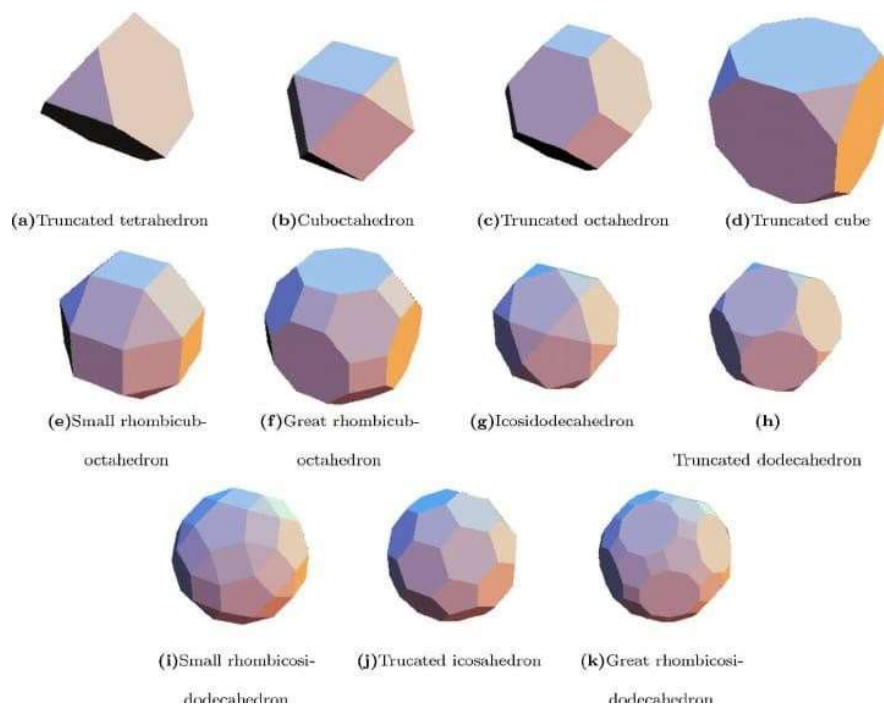 (a)Truncated tetrahedron (b)Cuboctahedron (c)Truncated octahedron (d)Truncated cube
(e)Small rhombicub-
octahedron
(f)Great rhombicub-
octahedron
(g)Icosidodecahedron
(h)
Truncated dodecahedron
(i)Small rhombicosi-
dodecahedron
(j)Trucated icosahedron
(k)Great rhombicosi-
dodecahedron